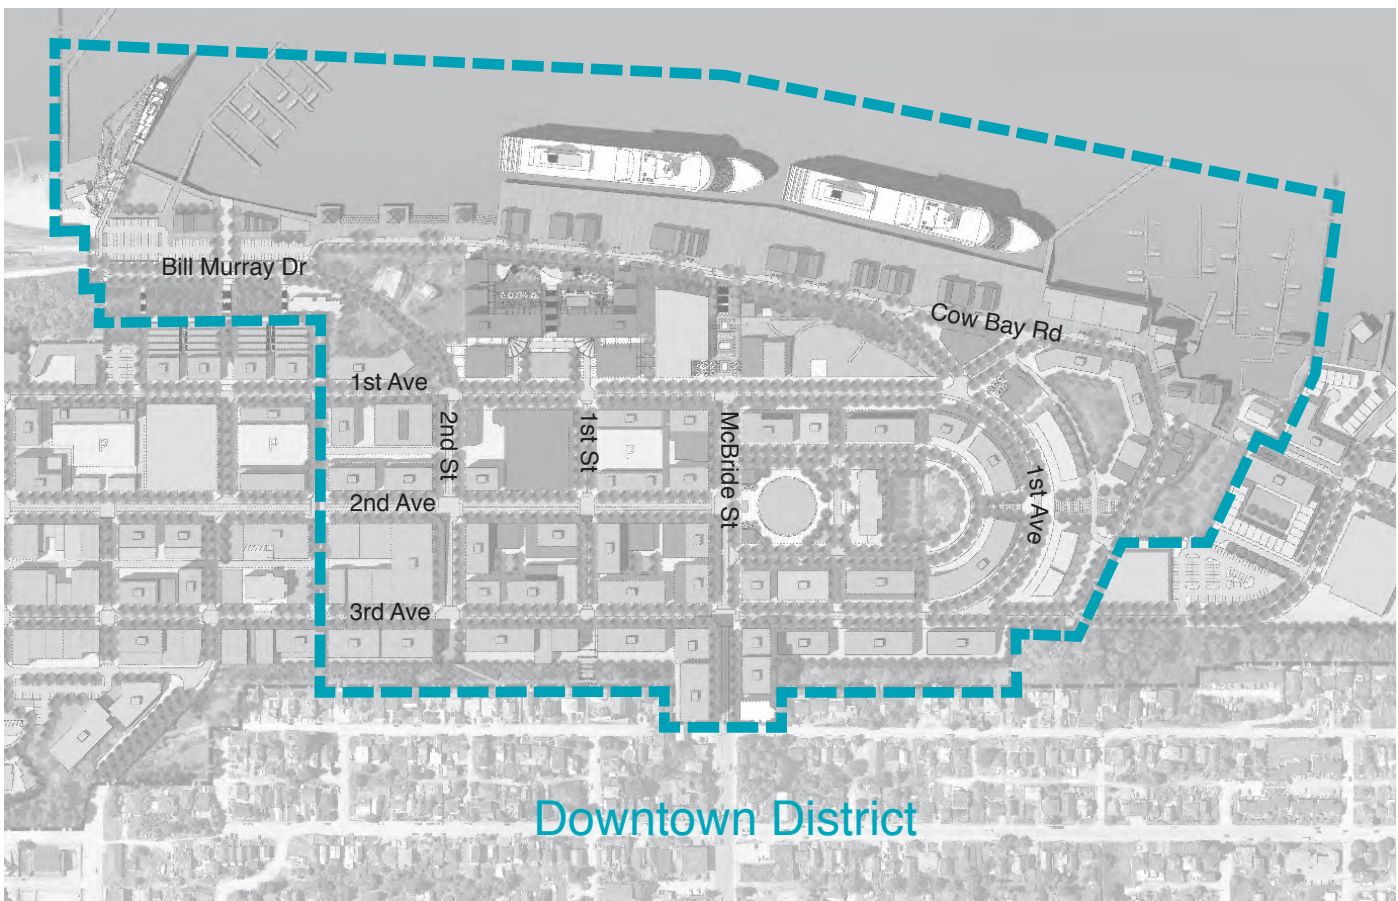 Bill Murray Dr
Cow Bay Rd
1st Ave
2nd St
1st St
McBride St
1st Ave
2nd Ave
3rd Ave
Downtown District